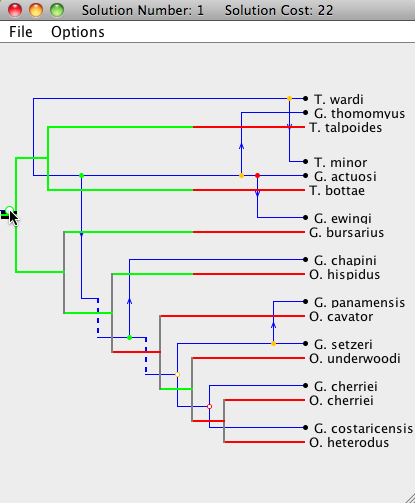 Solution Number: 1 Solution Cost: 22
File Options
T. wardi
G. thomomyus
T. talpoides
T. minor
G. actuosi
T. bottae
G. ewingi
G. bursarius
G. chapini
O. hispidus
G. panamensis
O. cavator
G. setzeri
O. underwoodi
G. cherriei
O. cherriei
G. costaricensis
O. heterodus